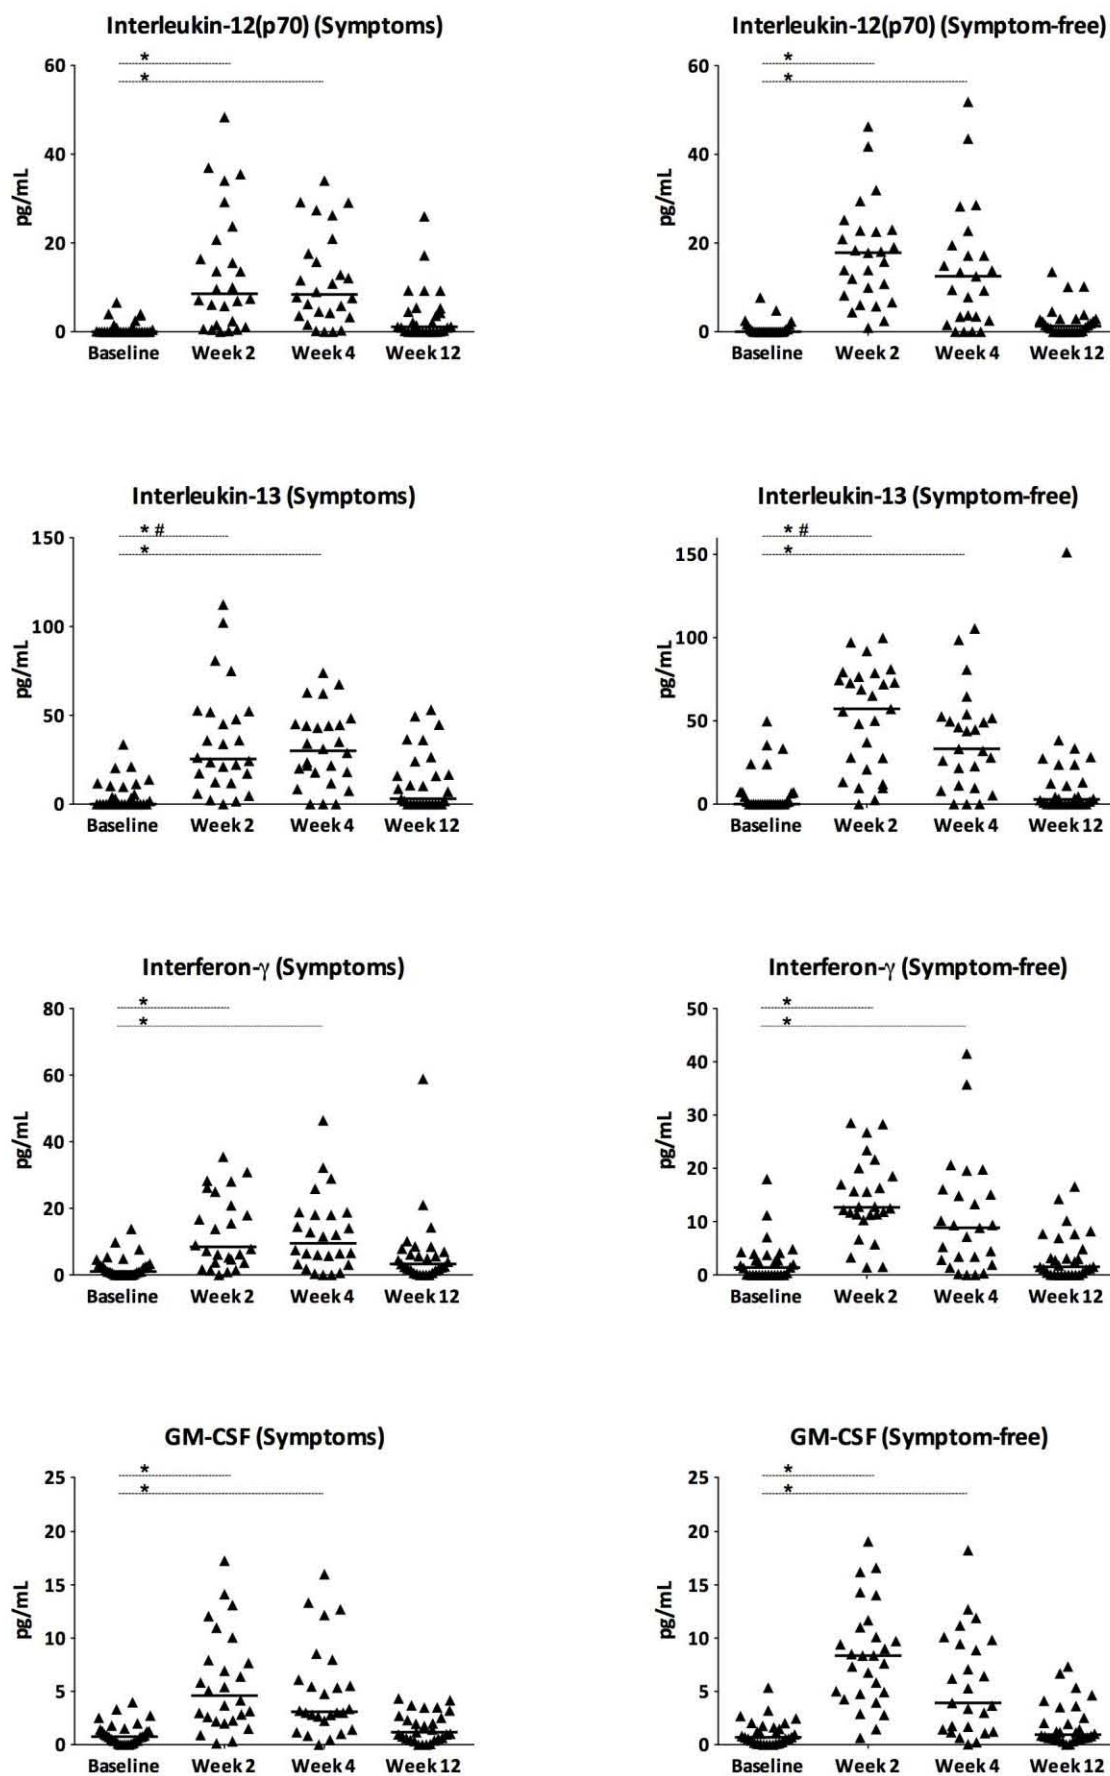 Interleukin-12(p70) (Symptoms)
*
*
60
40
20
0
pg/mL
Baseline Week 2 Week 4 Week 12
Interleukin-12(p70) (Symptom-free)
*
*
60
40
20
0
pg/mL
Baseline Week 2 Week 4 Week 12
Interleukin-13 (Symptoms)
* #
*
150
100
50
0
pg/mL
Baseline Week 2 Week 4 Week 12
Interleukin-13 (Symptom-free)
* #
*
150
100
50
0
pg/mL
Baseline Week 2 Week 4 Week 12
Interferon-γ (Symptoms)
*
*
80
60
40
20
0
pg/mL
Baseline Week 2 Week 4 Week 12
Interferon-γ (Symptom-free)
*
*
50
40
30
20
10
0
pg/mL
Baseline Week 2 Week 4 Week 12
GM-CSF (Symptoms)
*
*
25
20
15
10
5
0
pg/mL
Baseline Week 2 Week 4 Week 12
GM-CSF (Symptom-free)
*
*
25
20
15
10
5
0
pg/mL
Baseline Week 2 Week 4 Week 12